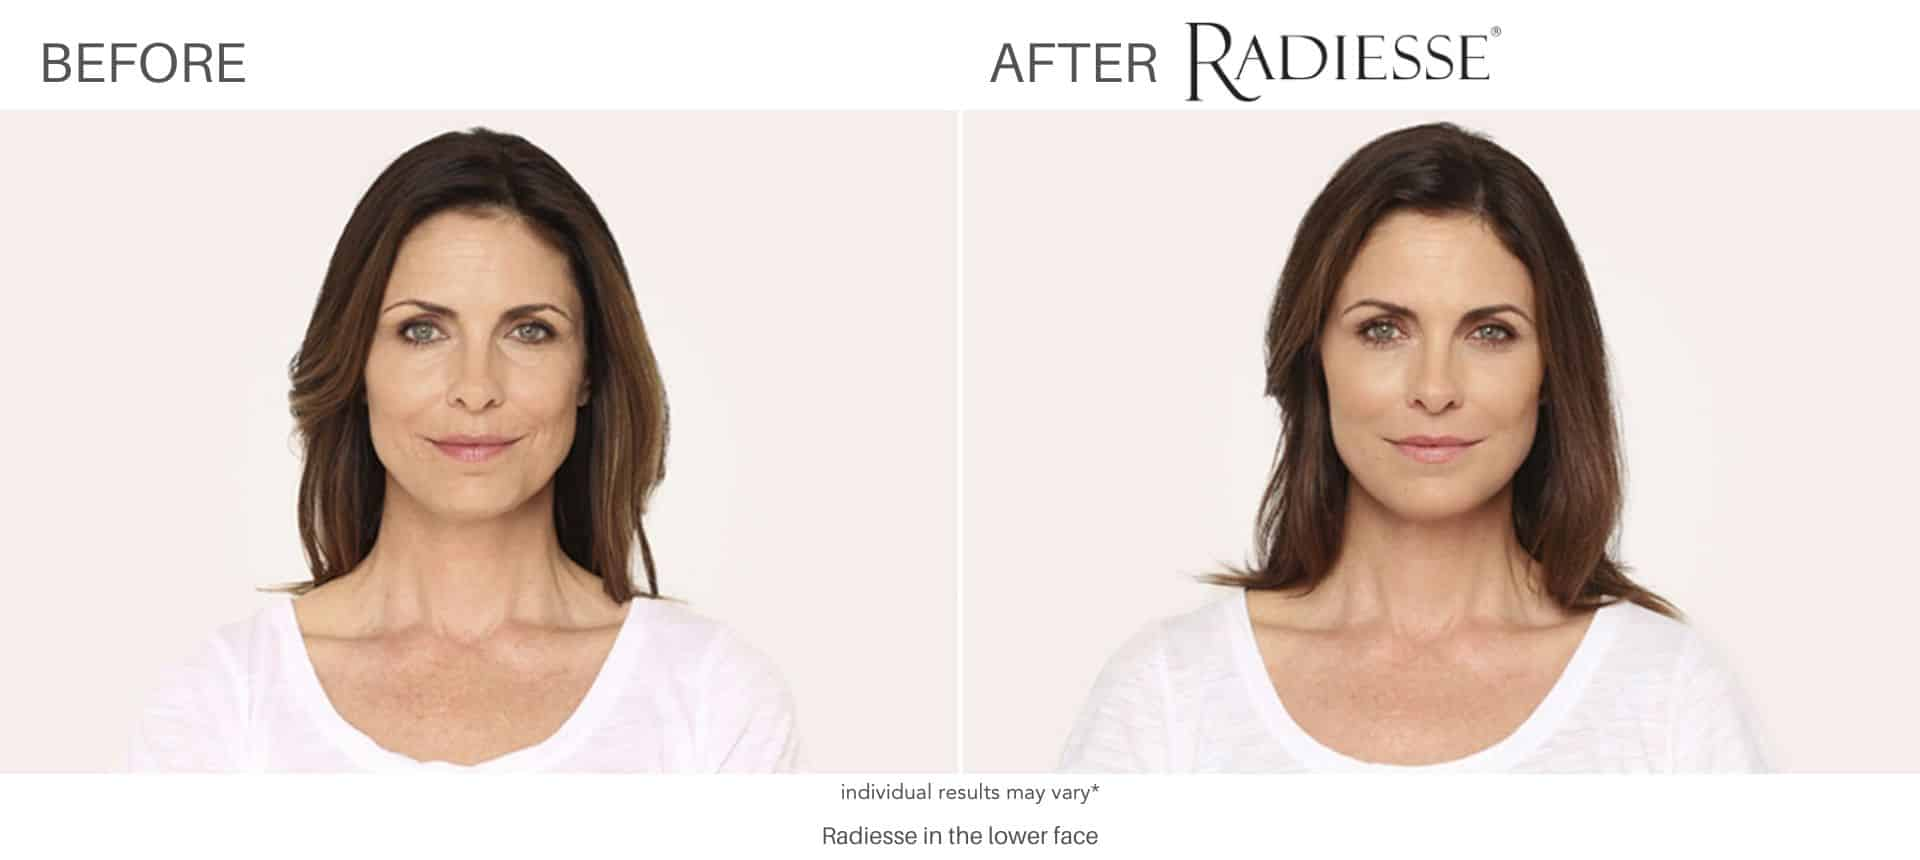 BEFORE
AFTER RADIESSE®
individual results may vary*
Radiesse in the lower face